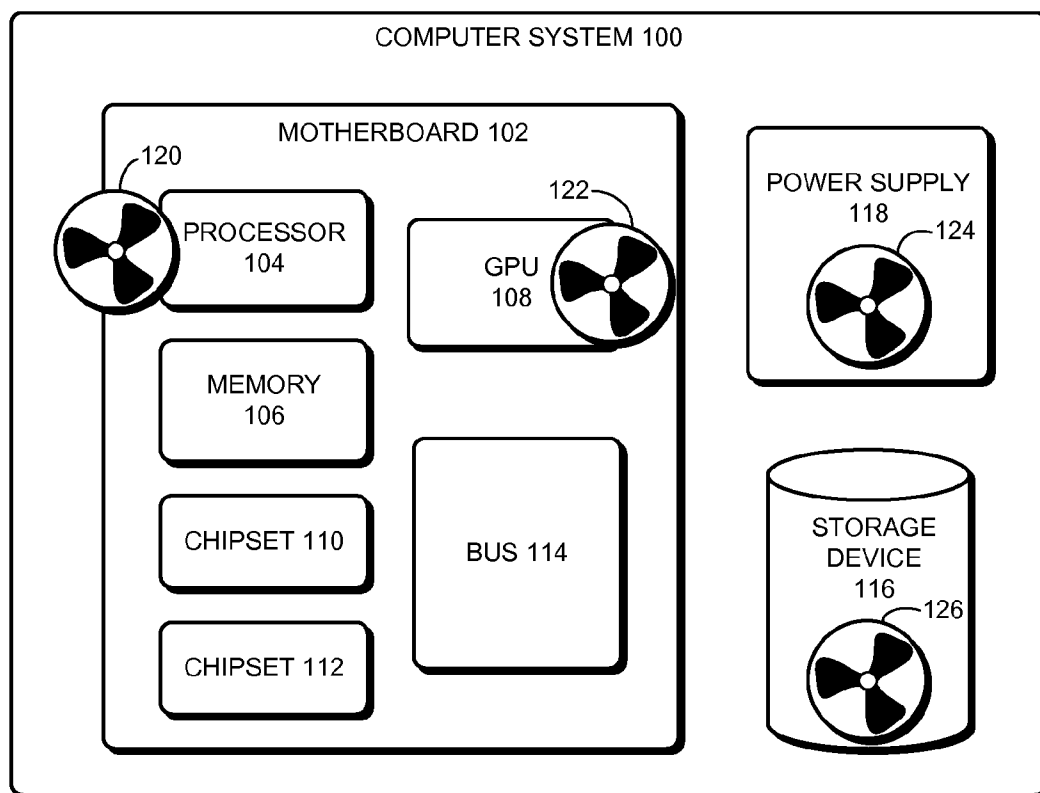 COMPUTER SYSTEM 100
MOTHERBOARD 102
120
PROCESSOR
104
122
GPU
108
MEMORY
106
CHIPSET 110
BUS 114
CHIPSET 112
POWER SUPPLY
118
124
STORAGE
DEVICE
116
126